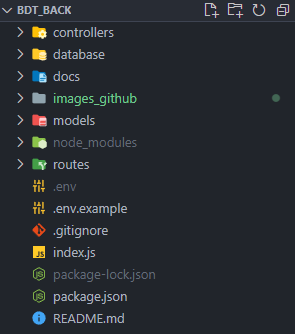 BDT_BACK
controllers
database
docs
images_github
models
node_modules
routes
.env
.env.example
.gitignore
JS index.js
package-lock.json
package.json
README.md